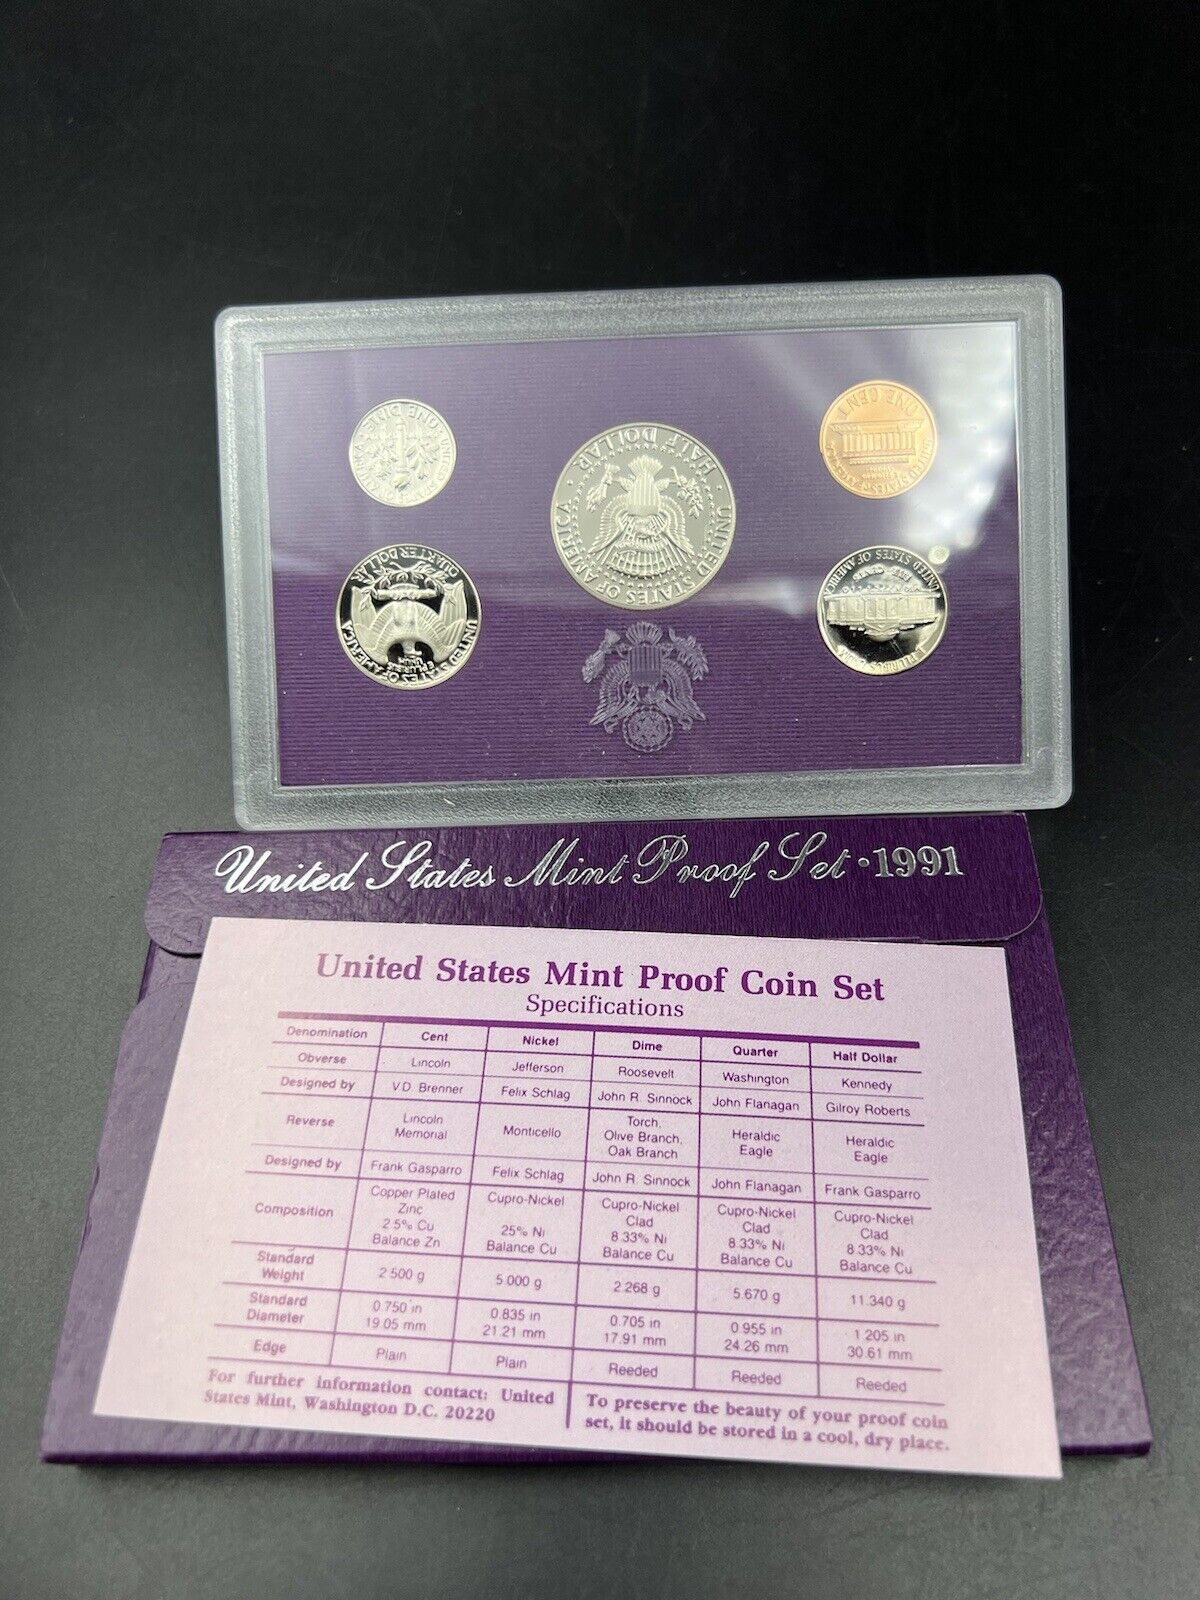 ONE DIME
HALF DOLLAR
UNITED STATES OF AMERICA
ONE CENT
QUARTER DOLLAR
UNITED STATES OF AMERICA
E PLURIBUS
UNUM
UNITED STATES OF AMERICA
FIVE CENTS
E PLURIBUS UNUM
United States Mint Proof Set • 1991
United States Mint Proof Coin Set
Specifications
Denomination Cent Nickel Dime Quarter Half Dollar
Obverse Lincoln Jefferson Roosevelt Washington Kennedy
Designed by V.D. Brenner Felix Schlag John R. Sinnock John Flanagan Gilroy Roberts
Reverse Lincoln Memorial Monticello Torch, Olive Branch, Oak Branch Heraldic Eagle Heraldic Eagle
Designed by Frank Gasparro Felix Schlag John R. Sinnock John Flanagan Frank Gasparro
Composition Copper Plated Zinc 2.5% Cu Balance Zn Cupro-Nickel 25% Ni Balance Cu Cupro-Nickel Clad 8.33% Ni Balance Cu Cupro-Nickel Clad 8.33% Ni Balance Cu Cupro-Nickel Clad 8.33% Ni Balance Cu
Standard Weight 2.500 g 5.000 g 2.268 g 5.670 g 11.340 g
Standard Diameter 0.750 in 19.05 mm 0.835 in 21.21 mm 0.705 in 17.91 mm 0.955 in 24.26 mm 1.205 in 30.61 mm
Edge Plain Plain Reeded Reeded Reeded
For further information contact: United
States Mint, Washington D.C. 20220
To preserve the beauty of your proof coin
set, it should be stored in a cool, dry place.